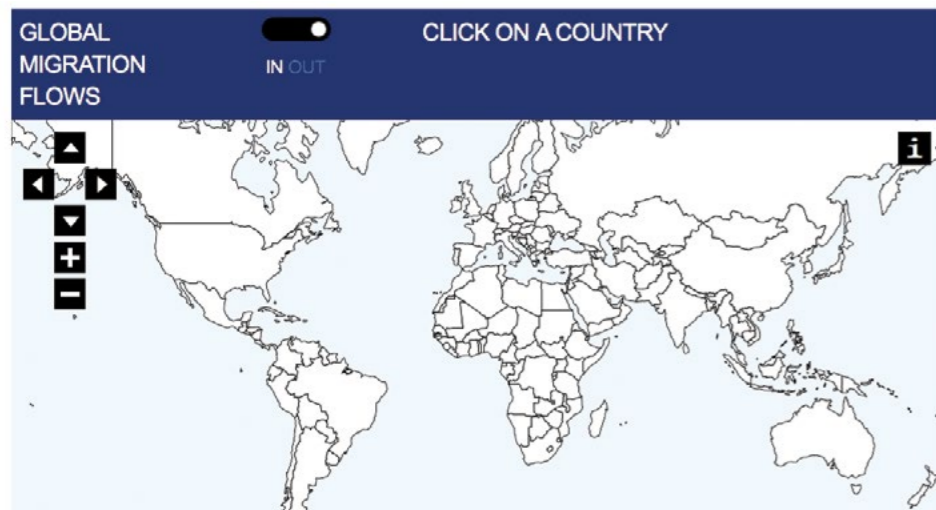 GLOBAL
MIGRATION
FLOWS
IN OUT
CLICK ON A COUNTRY
i